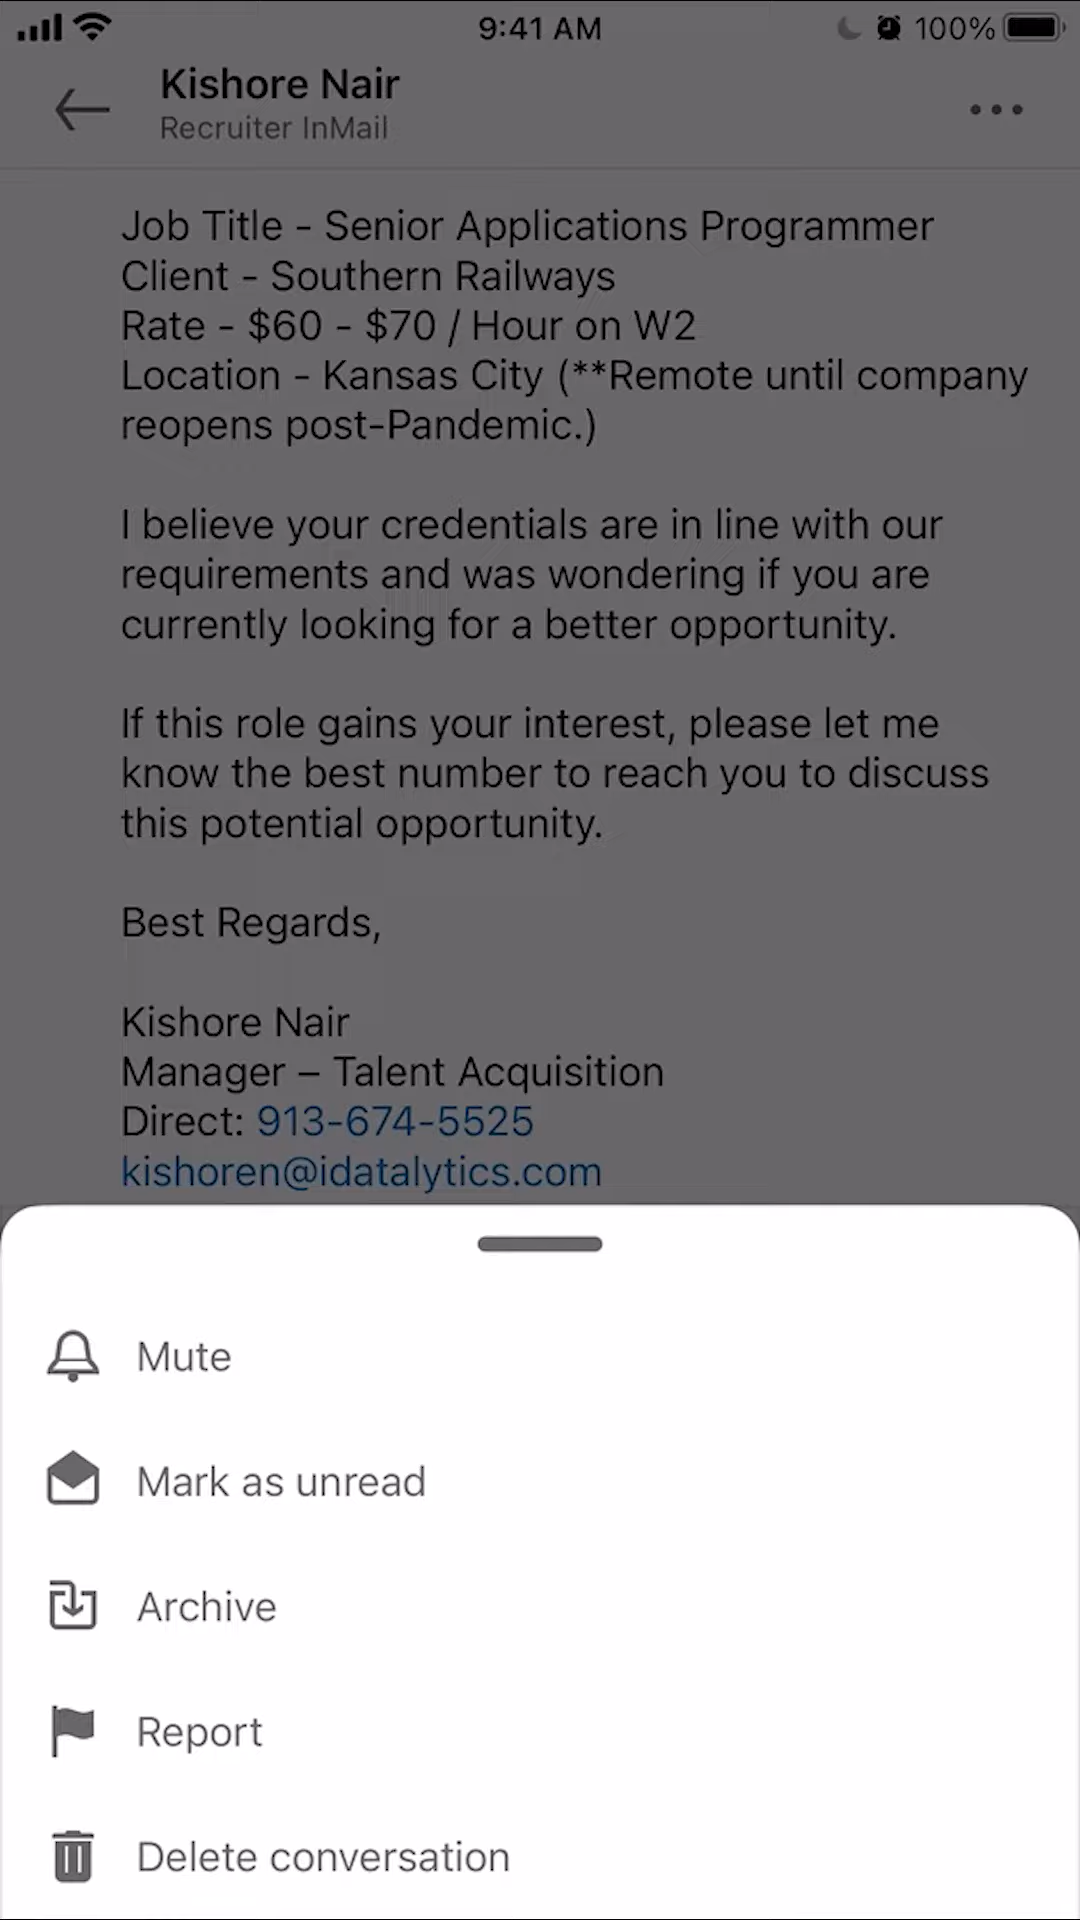 9:41 AM
100%
Kishore Nair
Recruiter InMail
Job Title - Senior Applications Programmer
Client - Southern Railways
Rate - $60 - $70 / Hour on W2
Location - Kansas City (**Remote until company
reopens post-Pandemic.)
I believe your credentials are in line with our
requirements and was wondering if you are
currently looking for a better opportunity.
If this role gains your interest, please let me
know the best number to reach you to discuss
this potential opportunity.
Best Regards,
Kishore Nair
Manager – Talent Acquisition
Direct: 913-674-5525
kishoren@idatalytics.com
Mute
Mark as unread
Archive
Report
Delete conversation